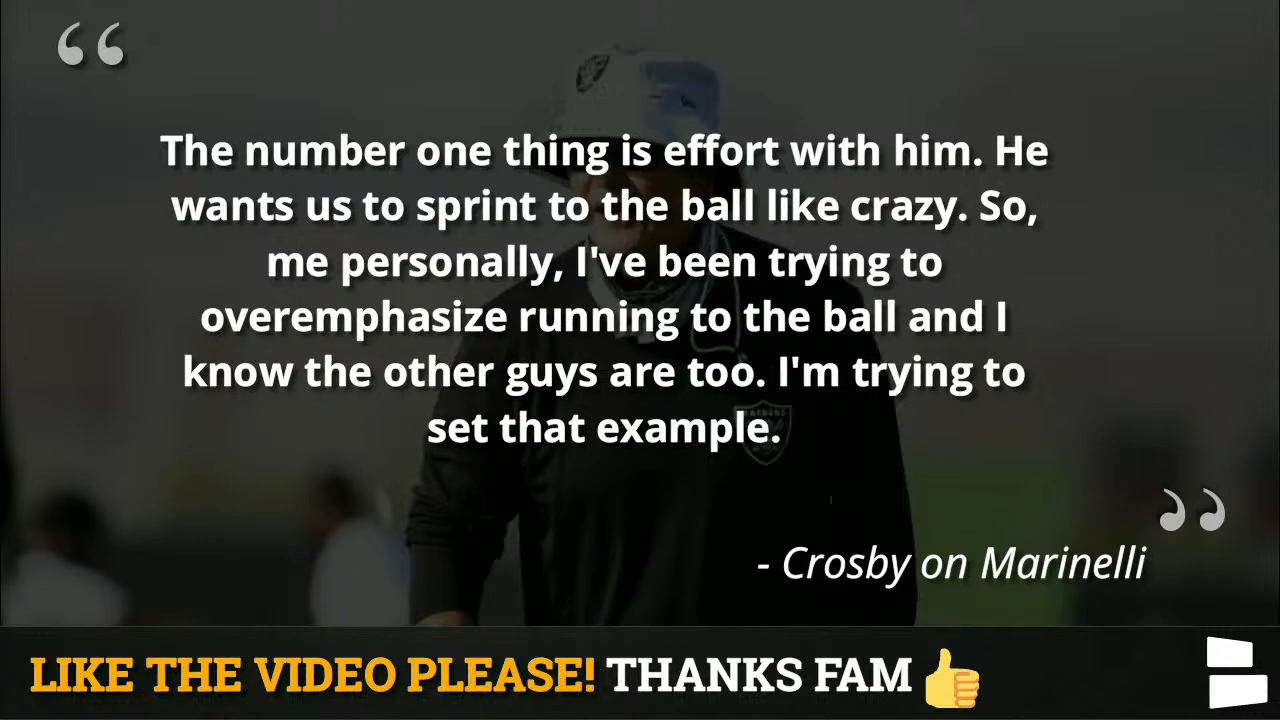 The number one thing is effort with him. He
wants us to sprint to the ball like crazy. So,
me personally, I've been trying to
overemphasize running to the ball and I
know the other guys are too. I'm trying to
set that example.
- Crosby on Marinelli
LIKE THE VIDEO PLEASE! THANKS FAM 👍